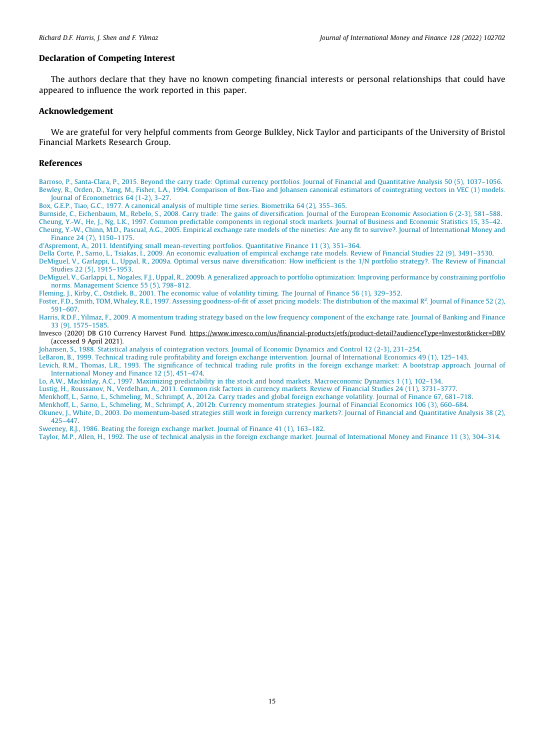 Richard D.F. Harris, J. Shen and F. Yilmaz
Journal of International Money and Finance 128 (2022) 102702
Declaration of Competing Interest
The authors declare that they have no known competing financial interests or personal relationships that could have
appeared to influence the work reported in this paper.
Acknowledgement
We are grateful for very helpful comments from George Bulkley, Nick Taylor and participants of the University of Bristol
Financial Markets Research Group.
References
Barroso, P., Santa-Clara, P., 2015. Beyond the carry trade: Optimal currency portfolios. Journal of Financial and Quantitative Analysis 50 (5), 1037–1056.
Bewley, R., Orden, D., Yang, M., Fisher, L.A., 1994. Comparison of Box-Tiao and Johansen canonical estimators of cointegrating vectors in VEC (1) models.
Journal of Econometrics 64 (1–2), 3–27.
Box, G.E.P., Tiao, G.C., 1977. A canonical analysis of multiple time series. Biometrika 64 (2), 355–365.
Burnside, C., Eichenbaum, M., Rebelo, S., 2008. Carry trade: The gains of diversification. Journal of the European Economic Association 6 (2-3), 581–588.
Cheung, Y.-W., He, J., Ng, L.K., 1997. Common predictable components in regional stock markets. Journal of Business and Economic Statistics 15, 35–42.
Cheung, Y.-W., Chinn, M.D., Pascual, A.G., 2005. Empirical exchange rate models of the nineties: Are any fit to survive?. Journal of International Money and
Finance 24 (7), 1150–1175.
d'Aspremont, A., 2011. Identifying small mean-reverting portfolios. Quantitative Finance 11 (3), 351–364.
Della Corte, P., Sarno, L., Tsiakas, I., 2009. An economic evaluation of empirical exchange rate models. Review of Financial Studies 22 (9), 3491–3530.
DeMiguel, V., Garlappi, L., Uppal, R., 2009a. Optimal versus naive diversification: How inefficient is the 1/N portfolio strategy?. The Review of Financial
Studies 22 (5), 1915–1953.
DeMiguel, V., Garlappi, L., Nogales, F.J., Uppal, R., 2009b. A generalized approach to portfolio optimization: Improving performance by constraining portfolio
norms. Management Science 55 (5), 798–812.
Fleming, J., Kirby, C., Ostdiek, B., 2001. The economic value of volatility timing. The Journal of Finance 56 (1), 329–352.
Foster, F.D., Smith, TOM, Whaley, R.E., 1997. Assessing goodness-of-fit of asset pricing models: The distribution of the maximal R². Journal of Finance 52 (2),
591–607.
Harris, R.D.F., Yilmaz, F., 2009. A momentum trading strategy based on the low frequency component of the exchange rate. Journal of Banking and Finance
33 (9), 1575–1585.
Invesco (2020) DB G10 Currency Harvest Fund. https://www.invesco.com/us/financial-products/etfs/product-detail?audienceType=Investor&ticker=DBV
(accessed 9 April 2021).
Johansen, S., 1988. Statistical analysis of cointegration vectors. Journal of Economic Dynamics and Control 12 (2-3), 231–254.
LeBaron, B., 1999. Technical trading rule profitability and foreign exchange intervention. Journal of International Economics 49 (1), 125–143.
Levich, R.M., Thomas, L.R., 1993. The significance of technical trading rule profits in the foreign exchange market: A bootstrap approach. Journal of
International Money and Finance 12 (5), 451–474.
Lo, A.W., Mackinlay, A.C., 1997. Maximizing predictability in the stock and bond markets. Macroeconomic Dynamics 1 (1), 102–134.
Lustig, H., Roussanov, N., Verdelhan, A., 2011. Common risk factors in currency markets. Review of Financial Studies 24 (11), 3731–3777.
Menkhoff, L., Sarno, L., Schmeling, M., Schrimpf, A., 2012a. Carry trades and global foreign exchange volatility. Journal of Finance 67, 681–718.
Menkhoff, L., Sarno, L., Schmeling, M., Schrimpf, A., 2012b. Currency momentum strategies. Journal of Financial Economics 106 (3), 660–684.
Okunev, J., White, D., 2003. Do momentum-based strategies still work in foreign currency markets?. Journal of Financial and Quantitative Analysis 38 (2),
425–447.
Sweeney, R.J., 1986. Beating the foreign exchange market. Journal of Finance 41 (1), 163–182.
Taylor, M.P., Allen, H., 1992. The use of technical analysis in the foreign exchange market. Journal of International Money and Finance 11 (3), 304–314.
15